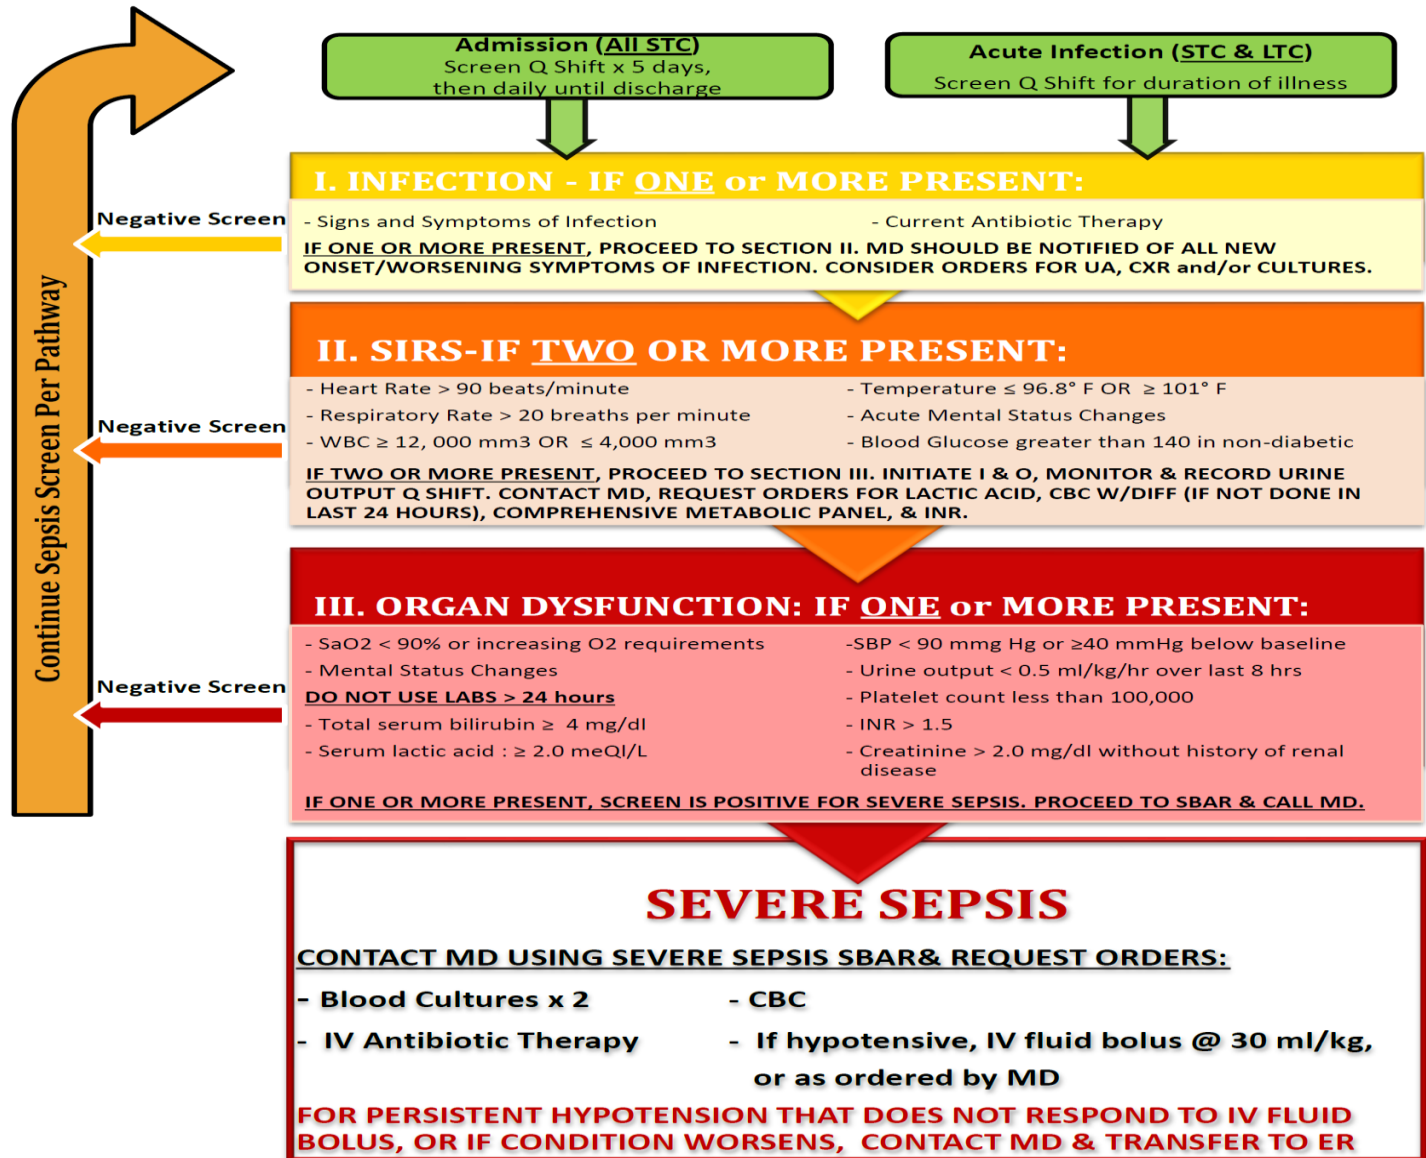 Admission (All STC)
Screen Q Shift x 5 days,
then daily until discharge
Acute Infection (STC & LTC)
Screen Q Shift for duration of illness
Continue Sepsis Screen Per Pathway
I. INFECTION - IF ONE or MORE PRESENT:
Negative Screen
- Signs and Symptoms of Infection
- Current Antibiotic Therapy
IF ONE OR MORE PRESENT, PROCEED TO SECTION II. MD SHOULD BE NOTIFIED OF ALL NEW
ONSET/WORSENING SYMPTOMS OF INFECTION. CONSIDER ORDERS FOR UA, CXR and/or CULTURES.
II. SIRS-IF TWO OR MORE PRESENT:
Negative Screen
- Heart Rate > 90 beats/minute
- Temperature ≤ 96.8° F OR ≥ 101° F
- Respiratory Rate > 20 breaths per minute
- Acute Mental Status Changes
- WBC ≥ 12, 000 mm3 OR ≤ 4,000 mm3
- Blood Glucose greater than 140 in non-diabetic
IF TWO OR MORE PRESENT, PROCEED TO SECTION III. INITIATE I & O, MONITOR & RECORD URINE
OUTPUT Q SHIFT. CONTACT MD, REQUEST ORDERS FOR LACTIC ACID, CBC W/DIFF (IF NOT DONE IN
LAST 24 HOURS), COMPREHENSIVE METABOLIC PANEL, & INR.
III. ORGAN DYSFUNCTION: IF ONE or MORE PRESENT:
Negative Screen
- SaO2 < 90% or increasing O2 requirements
-SBP < 90 mmg Hg or ≥40 mmHg below baseline
- Mental Status Changes
- Urine output < 0.5 ml/kg/hr over last 8 hrs
DO NOT USE LABS > 24 hours
- Platelet count less than 100,000
- Total serum bilirubin ≥ 4 mg/dl
- INR > 1.5
- Serum lactic acid : ≥ 2.0 meQl/L
- Creatinine > 2.0 mg/dl without history of renal
disease
IF ONE OR MORE PRESENT, SCREEN IS POSITIVE FOR SEVERE SEPSIS. PROCEED TO SBAR & CALL MD.
SEVERE SEPSIS
CONTACT MD USING SEVERE SEPSIS SBAR& REQUEST ORDERS:
- Blood Cultures x 2
- CBC
- IV Antibiotic Therapy
- If hypotensive, IV fluid bolus @ 30 ml/kg,
or as ordered by MD
FOR PERSISTENT HYPOTENSION THAT DOES NOT RESPOND TO IV FLUID
BOLUS, OR IF CONDITION WORSENS, CONTACT MD & TRANSFER TO ER